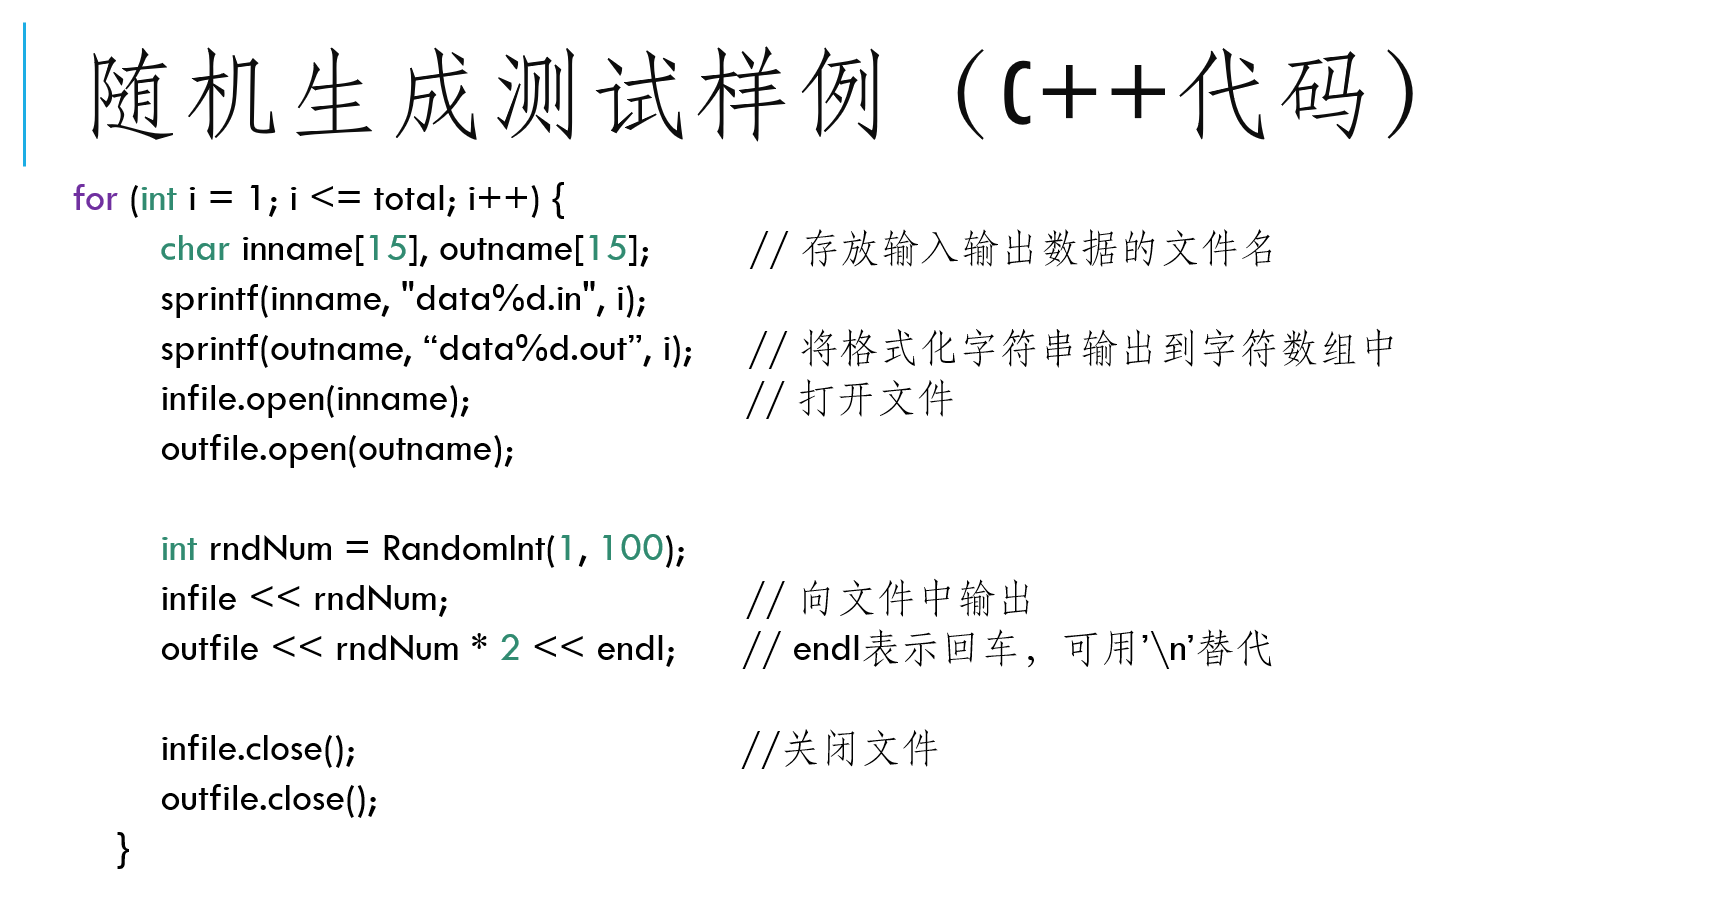 随机生成测试样例（C++代码）
for (int i = 1; i <= total; i++) {
char inname[15], outname[15]; // 存放输入输出数据的文件名
sprintf(inname, "data%d.in", i);
sprintf(outname, “data%d.out”, i); // 将格式化字符串输出到字符数组中
infile.open(inname); // 打开文件
outfile.open(outname);
int rndNum = RandomInt(1, 100);
infile << rndNum; // 向文件中输出
outfile << rndNum * 2 << endl; // endl表示回车，可用’\n’替代
infile.close(); //关闭文件
outfile.close();
}